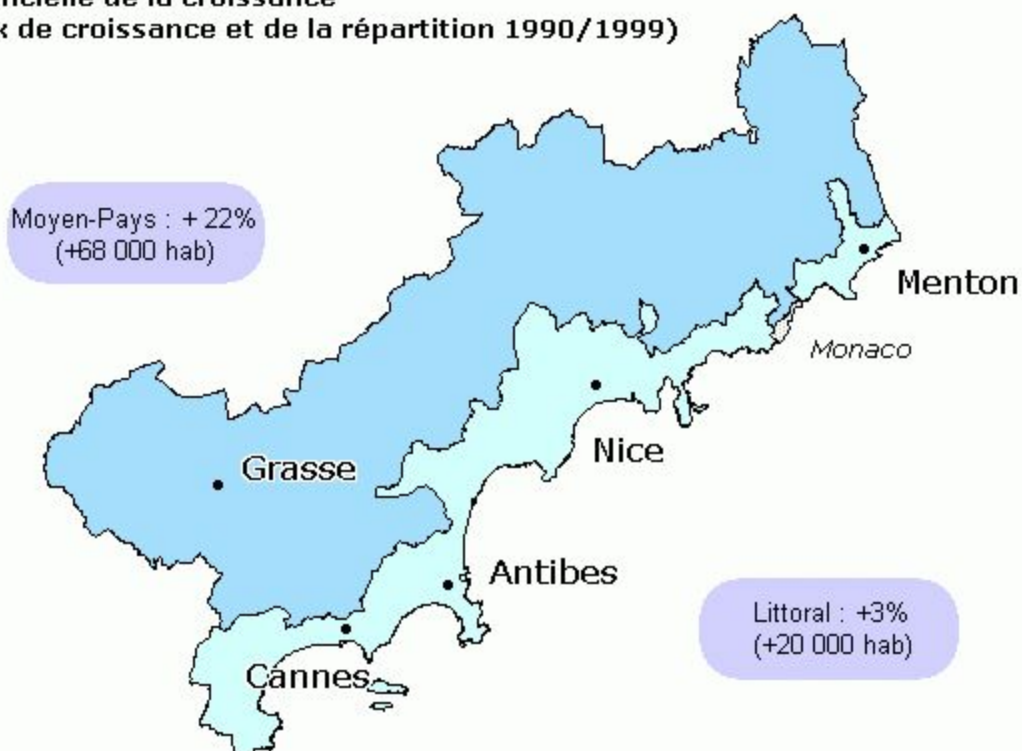 de croissance et de la répartition 1990/1999)
Moyen-Pays : + 22%
(+68 000 hab)
Menton
Monaco
Nice
Grasse
Antibes
Littoral : +3%
(+20 000 hab)
Cannes